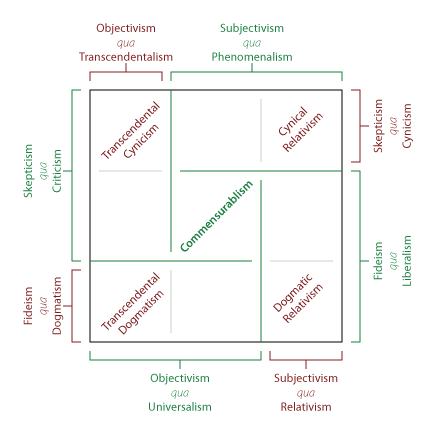 Objectivism
qua
Transcendentalism
Subjectivism
qua
Phenomenalism
Skepticism
qua
Criticism
Fideism
qua
Dogmatism
Transcendental
Cynicism
Cynical
Relativism
Commensurablism
Transcendental
Dogmatism
Dogmatic
Relativism
Skepticism
qua
Cynicism
Fideism
qua
Liberalism
Objectivism
qua
Universalism
Subjectivism
qua
Relativism